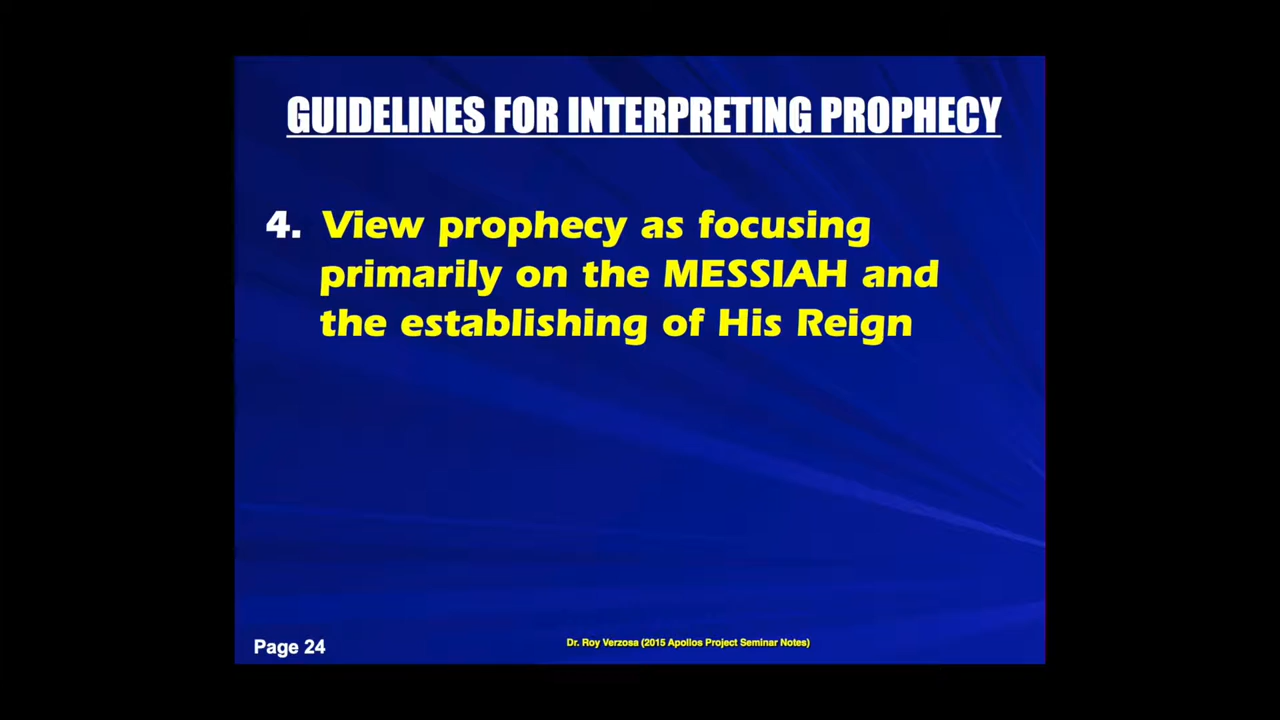 GUIDELINES FOR INTERPRETING PROPHECY
4. View prophecy as focusing
primarily on the MESSIAH and
the establishing of His Reign
Page 24
Dr. Roy Verzosa (2015 Apollos Project Seminar Notes)